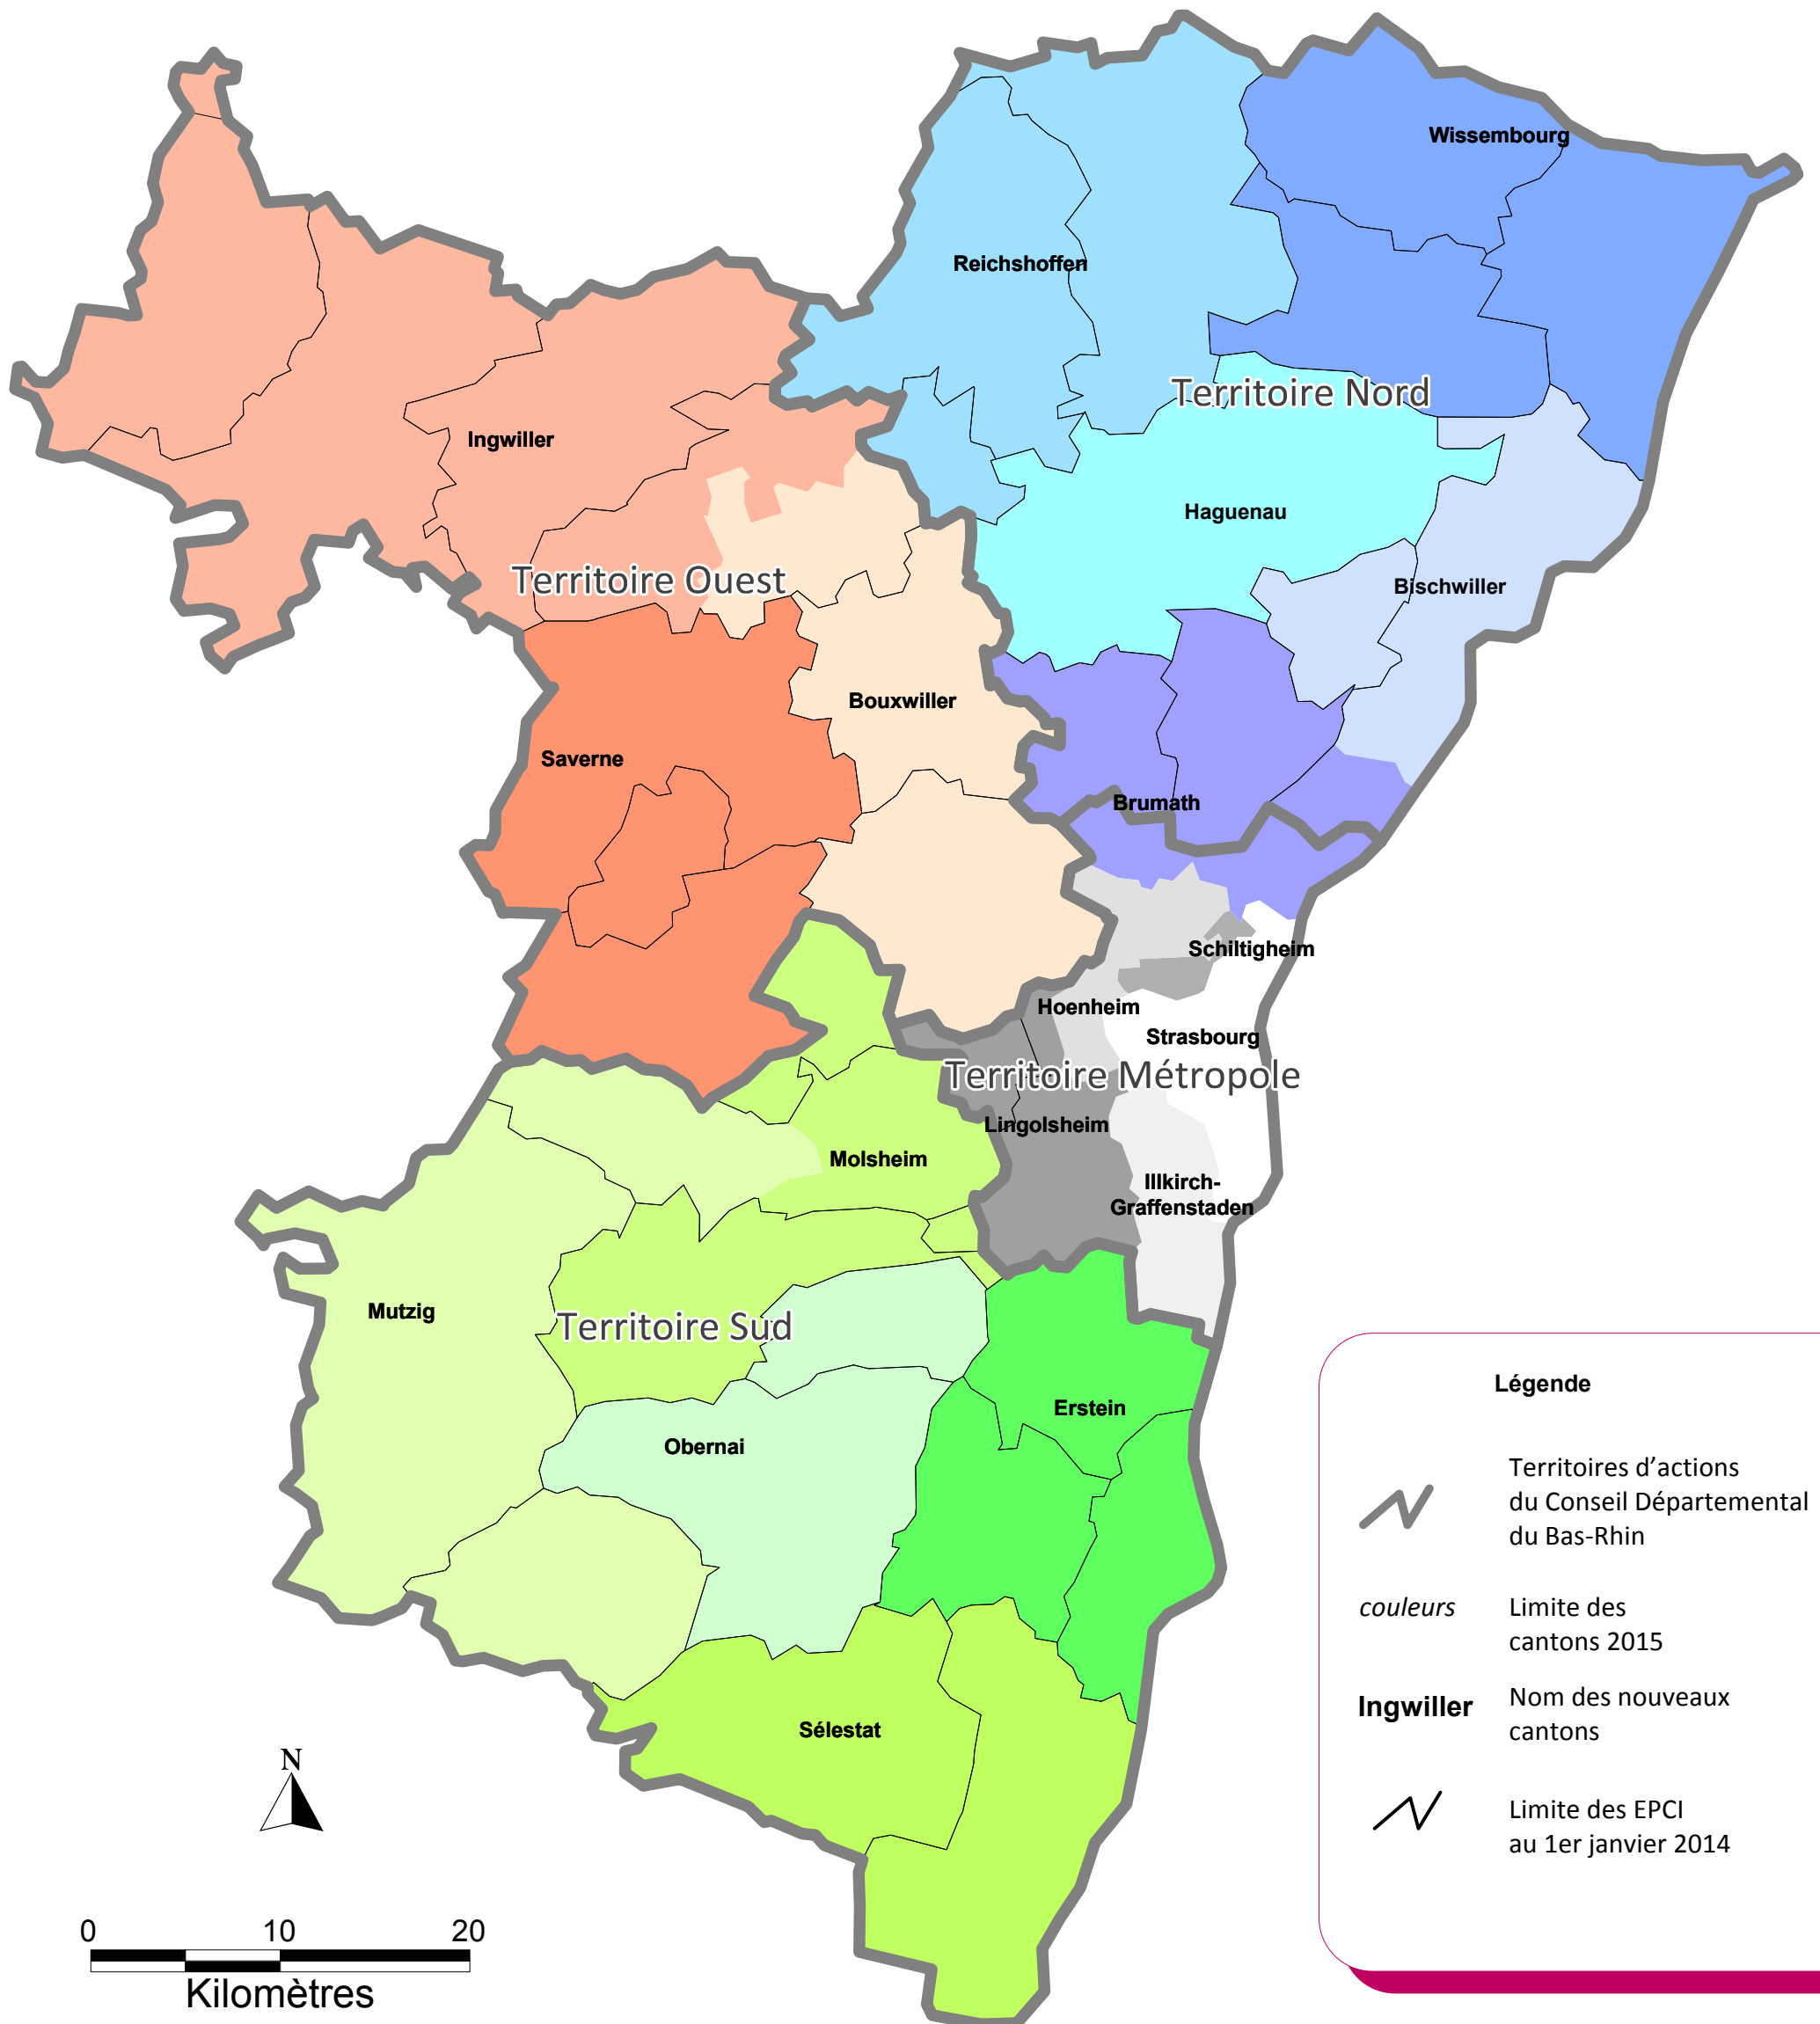 Wissembourg
Reichshoffen
Territoire Nord
Ingwiller
Haguenau
Territoire Ouest
Bischwiller
Bouxwiller
Saverne
Brumath
Schiltigheim
Hoenheim
Strasbourg
Territoire Métropole
Lingolsheim
Molsheim
Illkirch-
Graffenstaden
Mutzig
Territoire Sud
Erstein
Obernai
Sélestat
Légende
Territoires d’actions
du Conseil Départemental
du Bas-Rhin
couleurs
Limite des
cantons 2015
Ingwiller
Nom des nouveaux
cantons
Limite des EPCI
au 1er janvier 2014
N
0 10 20
Kilomètres